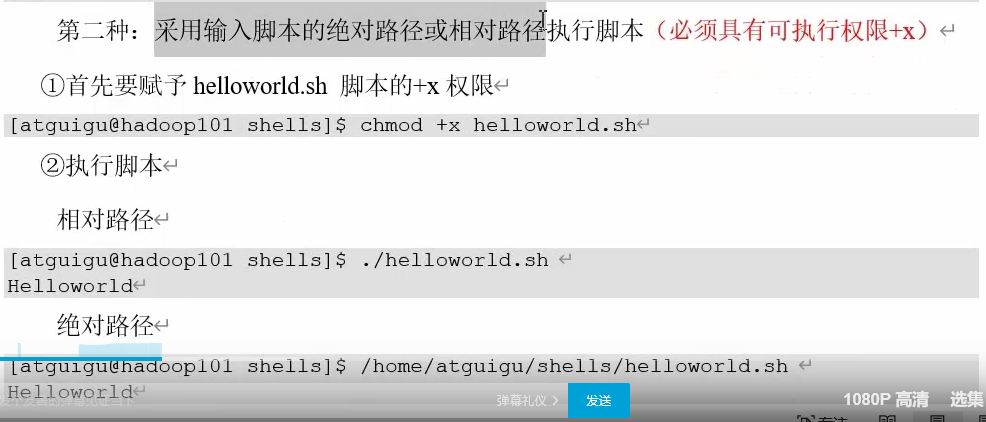 第二种：采用输入脚本的绝对路径或相对路径执行脚本（必须具有可执行权限+x）↵
①首先要赋予 helloworld.sh 脚本的+x 权限↵
[atguigu@hadoop101 shells]$ chmod +x helloworld.sh↵
②执行脚本↵
相对路径↵
[atguigu@hadoop101 shells]$ ./helloworld.sh ↵
Helloworld↵
绝对路径↵
[atguigu@hadoop101 shells]$ /home/atguigu/shells/helloworld.sh ↵
Helloworld↵
弹幕礼仪 >
发送
1080P 高清
选集
专注